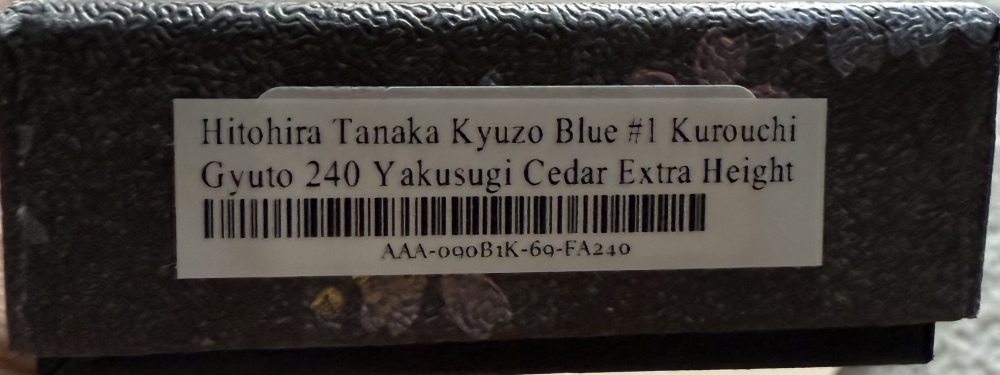 Hitohira Tanaka Kyuzo Blue #1 Kurouchi
Gyuto 240 Yakusugi Cedar Extra Height
AAA-090B1K-69-FA240